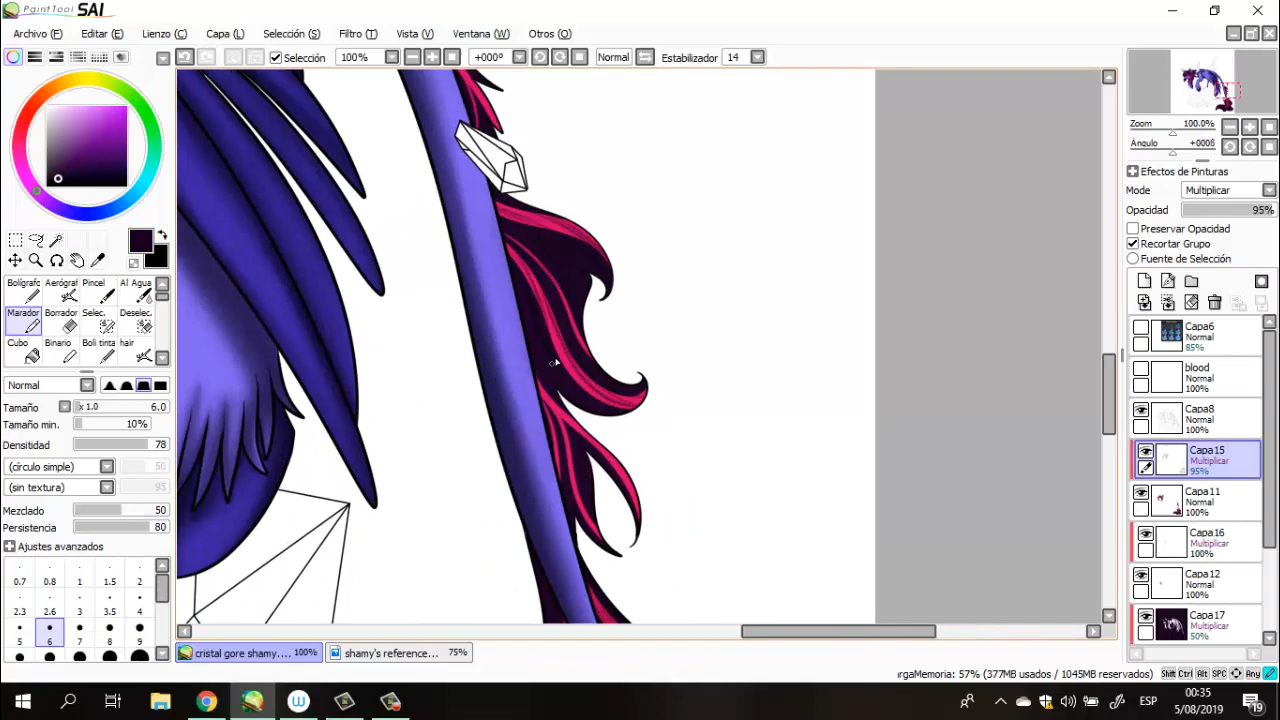 PaintTool SAI
Archivo (F) Editar (E) Lienzo (C) Capa (L) Selección (S) Filtro (T) Vista (V) Ventana (W) Otros (O)
Selección 100% +000º Normal Estabilizador 14
Zoom 100.0%
Ángulo +000ß
Efectos de Pinturas
Mode Multiplicar
Opacidad 95%
Preservar Opacidad
Recortar Grupo
Fuente de Selección
Bolígrafo Aerógraf Pincel Al Agua
Marador Borrador Selec. Deselec.
Cubo Binario Boli tinta hair
Normal
Tamaño x 1.0 6.0
Tamaño min. 10%
Densitidad 78
(círculo simple) 50
(sin textura) 95
Mezclado 50
Persistencia 80
Ajustes avanzados
0.7 0.8 1 1.5 2
2.3 2.6 3 3.5 4
5 6 7 8 9
Capa6
Normal
85%
blood
Normal
100%
Capa8
Normal
100%
Capa15
Multiplicar
95%
Capa11
Normal
100%
Capa16
Multiplicar
100%
Capa12
Normal
100%
Capa17
Multiplicar
50%
cristal gore shamy.... 100% shamy's reference... 75%
argaMemoria: 57% (377MB usados / 1045MB reservados) Shift Ctrl Alt SPC Any
ESP
00:35
5/08/2019
19